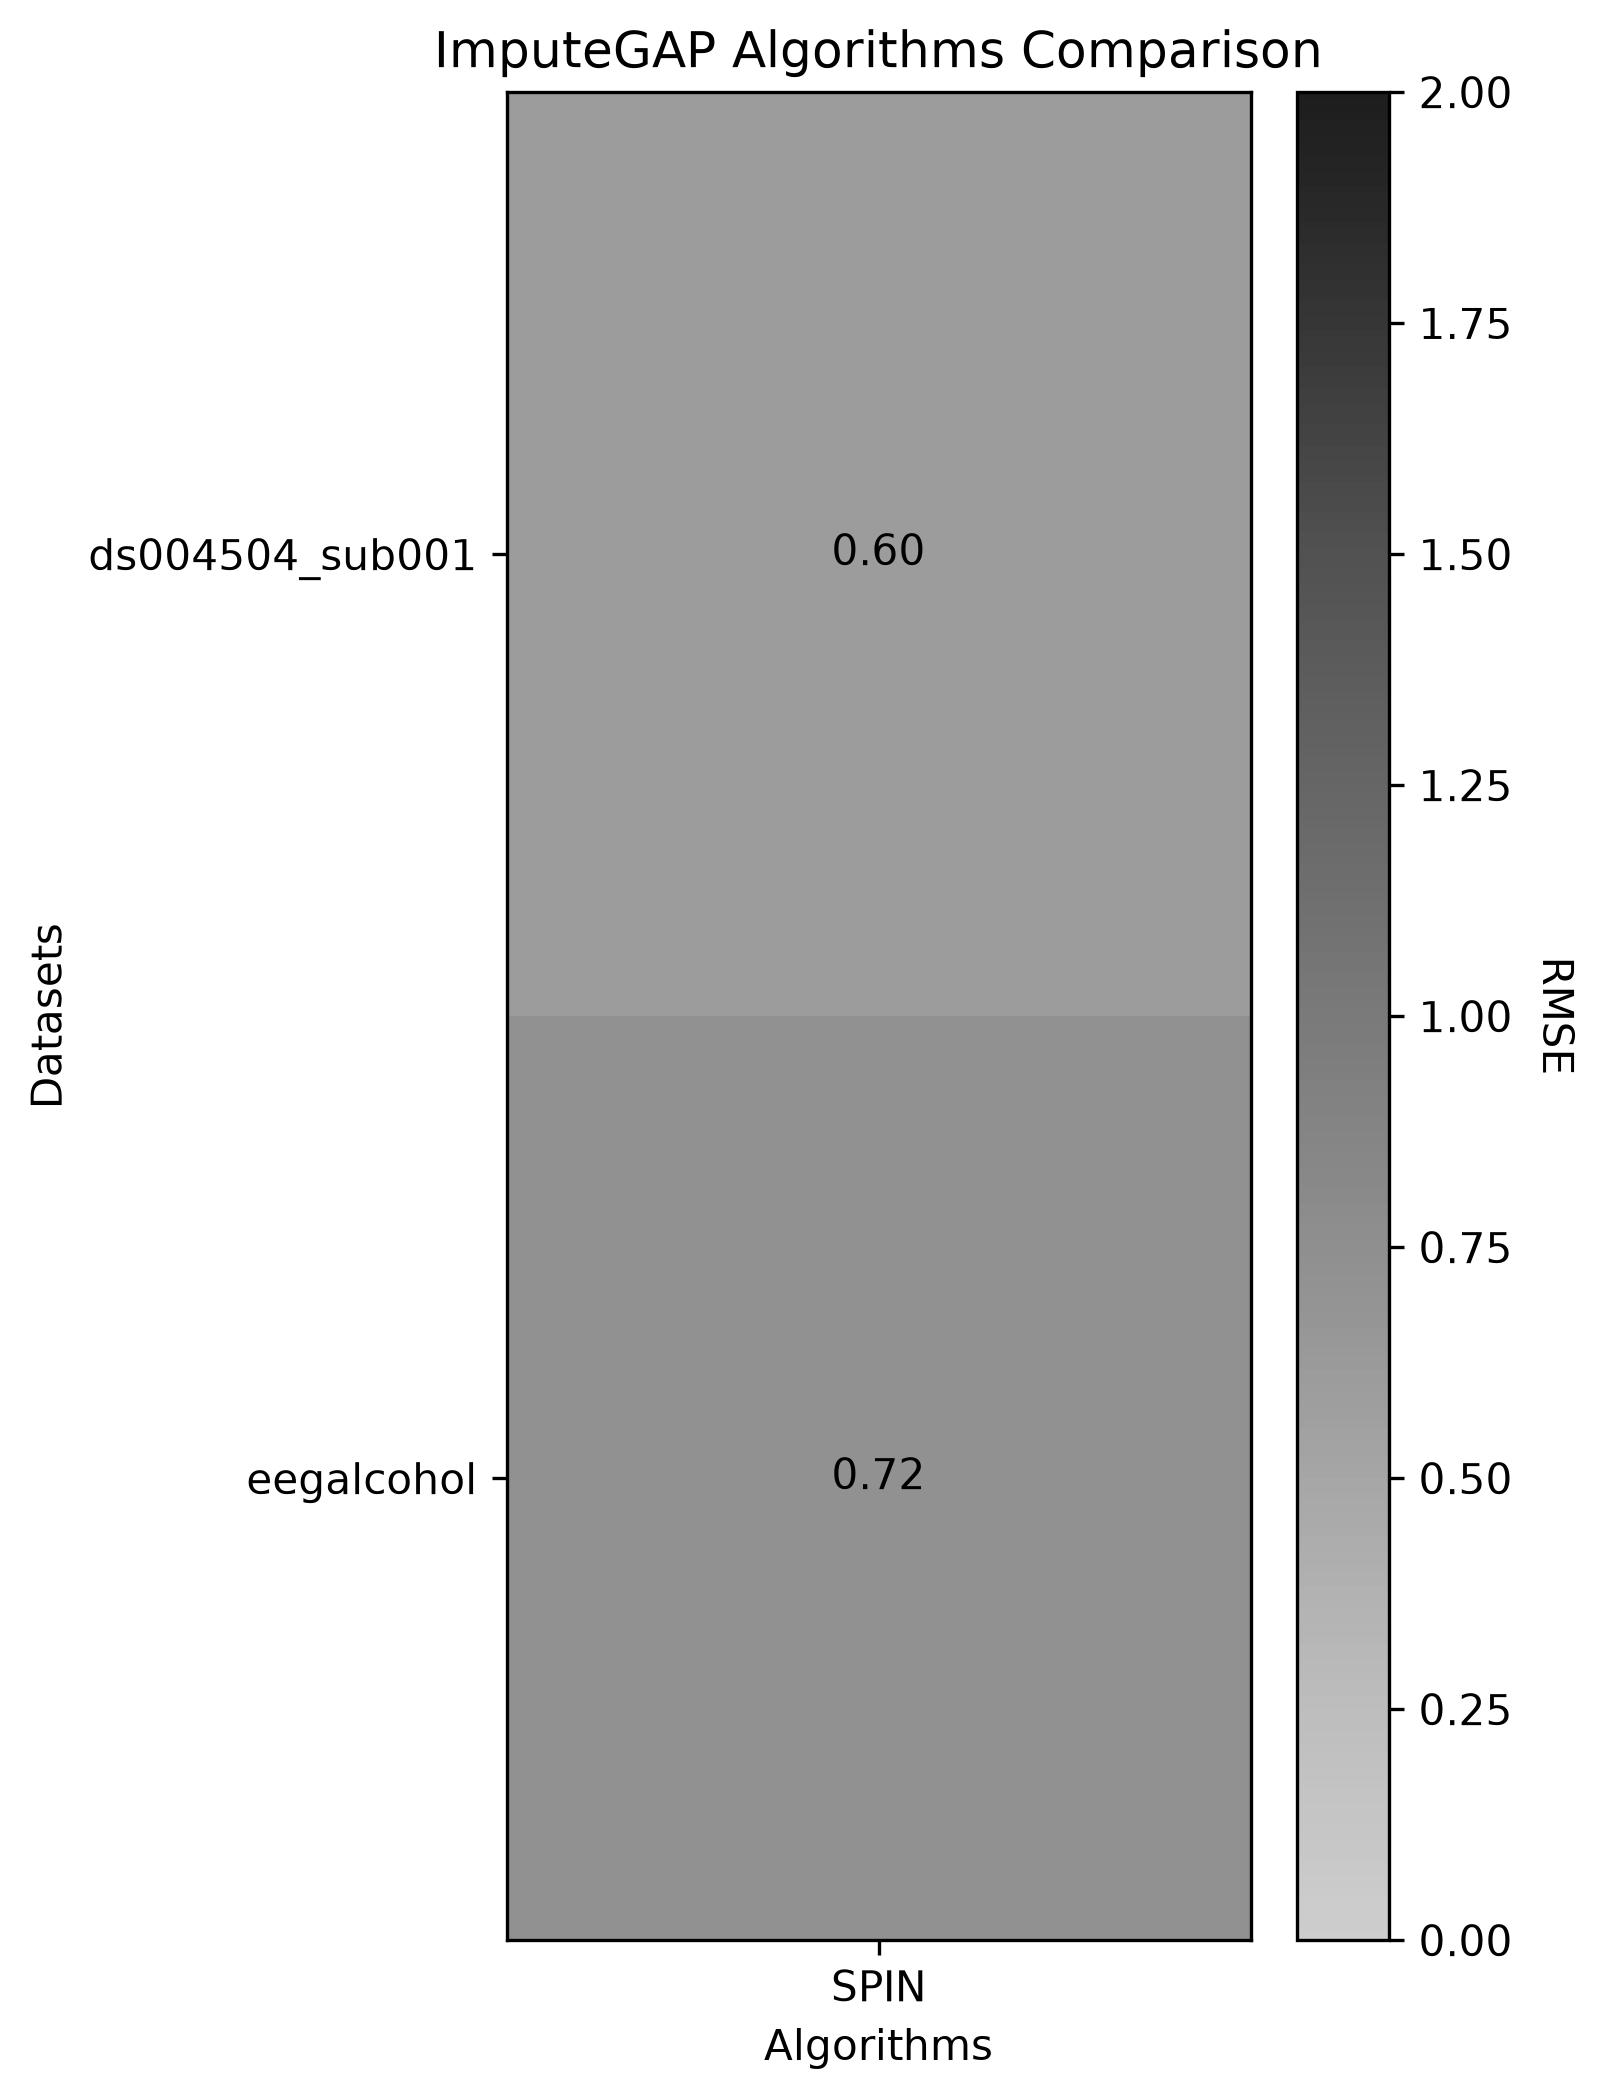 ImputeGAP Algorithms Comparison
Datasets
ds004504_sub001
0.60
eegalcohol
0.72
SPIN
Algorithms
2.00
1.75
1.50
1.25
1.00
0.75
0.50
0.25
0.00
RMSE